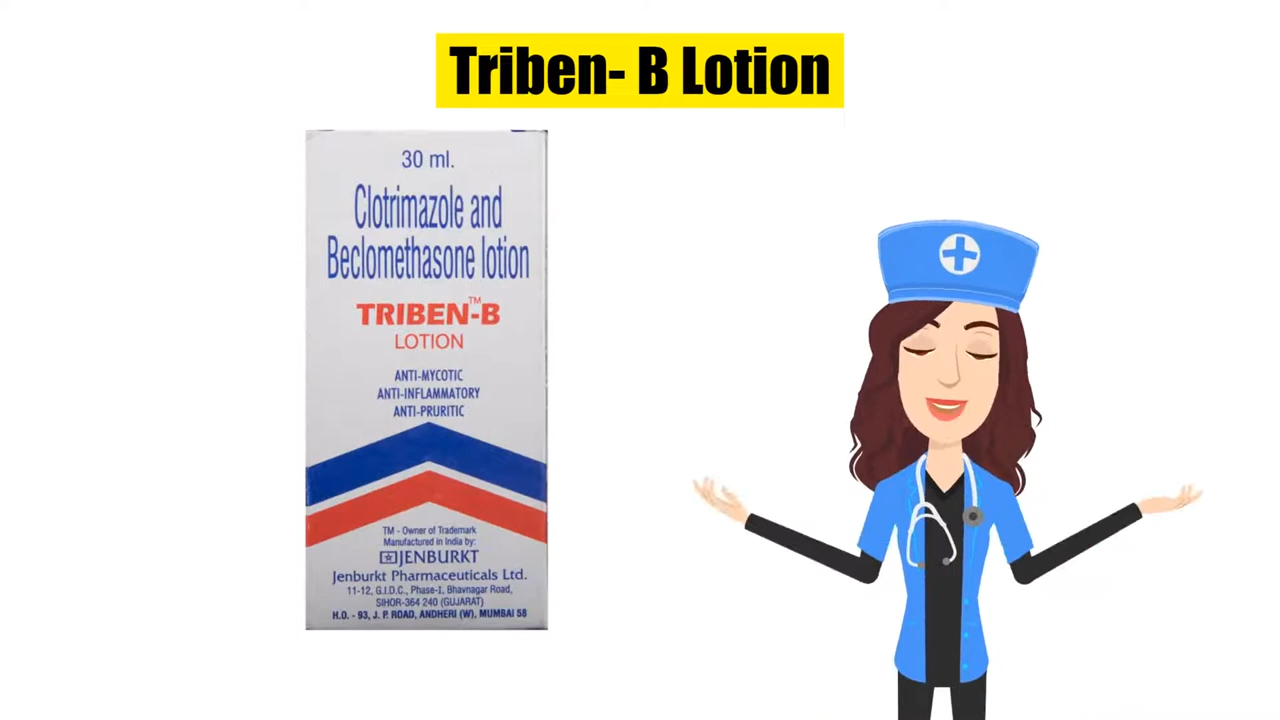 Triben- B Lotion
30 ml.
Clotrimazole and
Beclomethasone lotion
TRIBEN™-B
LOTION
ANTI-MYCOTIC
ANTI-INFLAMMATORY
ANTI-PRURITIC
TM - Owner of Trademark
Manufactured in India by:
JENBURKT
Jenburkt Pharmaceuticals Ltd.
11-12, G.I.D.C., Phase-I, Bhavnagar Road,
SIHOR-364 240 (GUJARAT)
H.O. - 93, J. P. ROAD, ANDHERI (W), MUMBAI 58